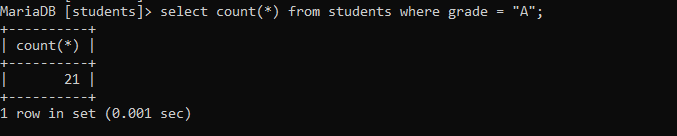 MariaDB [students]> select count(*) from students where grade = "A";
+----------+
| count(*) |
+----------+
|       21 |
+----------+
1 row in set (0.001 sec)